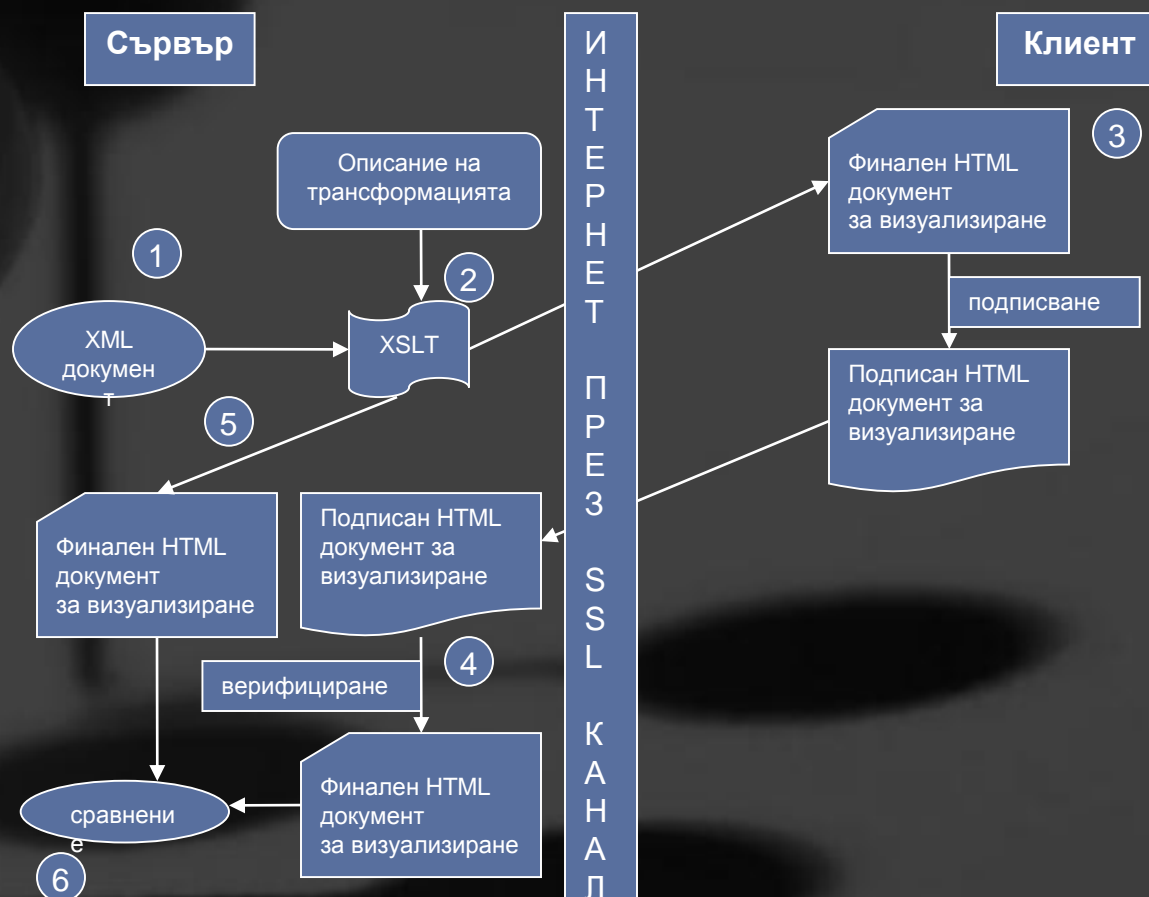 Сървър
Клиент
И
Н
Т
Е
Р
Н
Е
Т
П
Р
Е
З
S
S
L
К
А
Н
А
Л
Описание на
трансформацията
1
2
XML
докумен
т
XSLT
3
Финален HTML
документ
за визуализиране
подписване
Подписан HTML
документ за
визуализиране
5
Финален HTML
документ
за визуализиране
Подписан HTML
документ за
визуализиране
4
верифициране
Финален HTML
документ
за визуализиране
сравнени
е
6